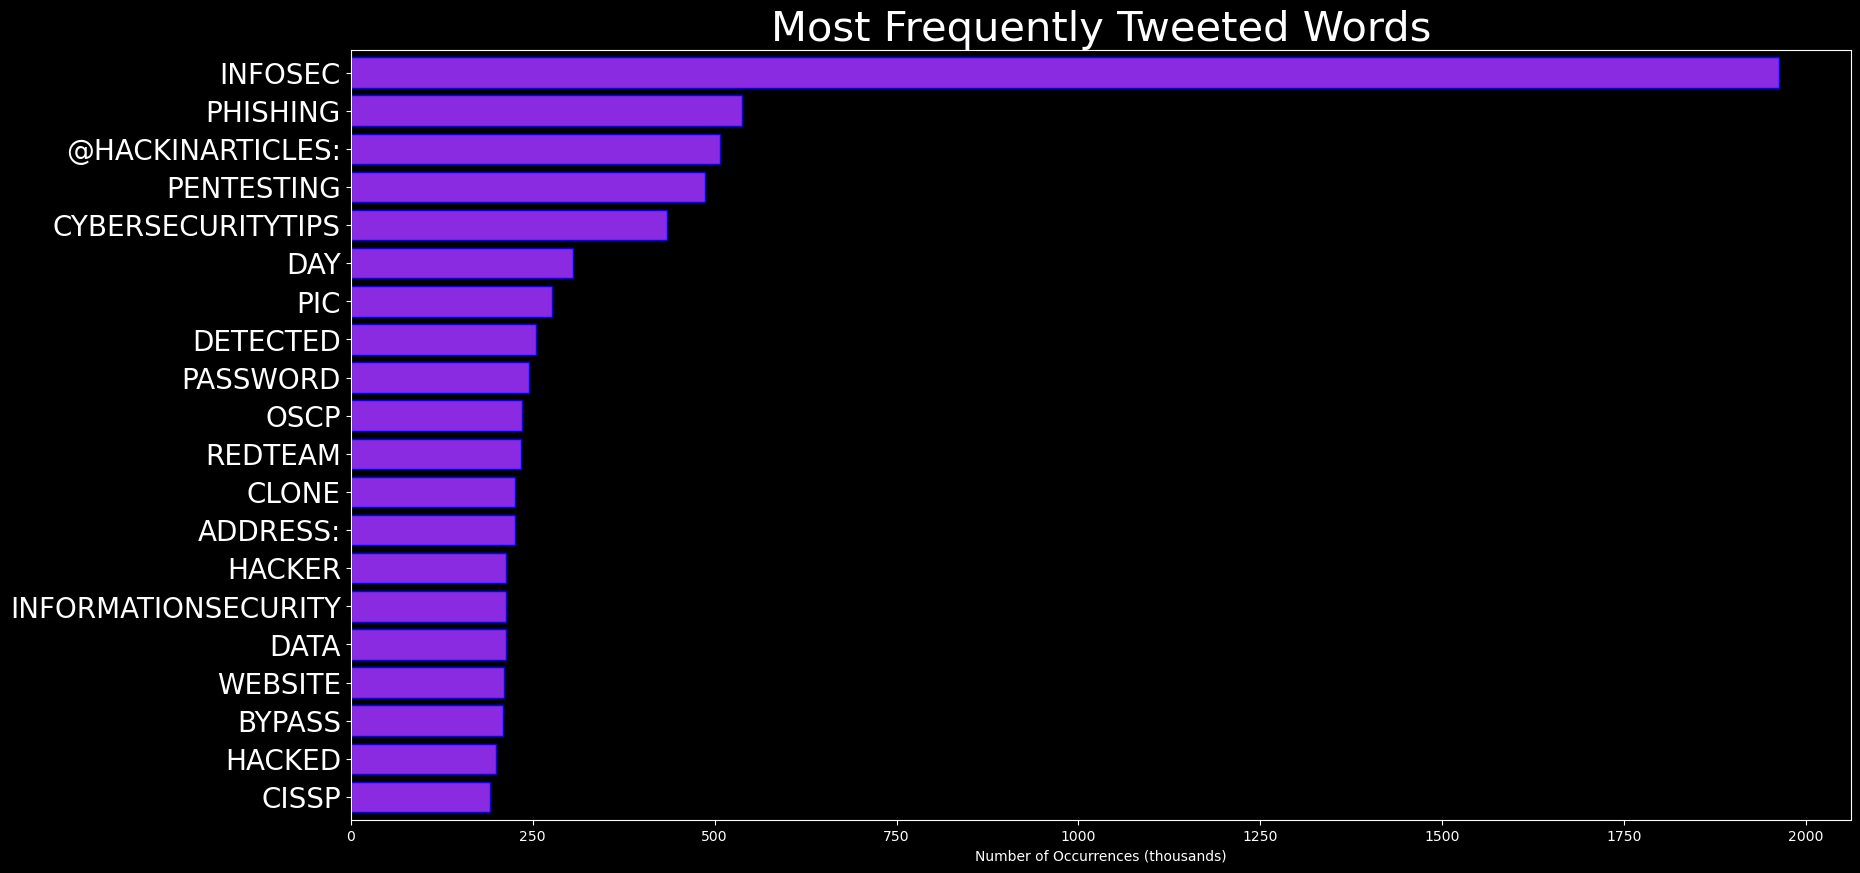 Most Frequently Tweeted Words
INFOSEC
PHISHING
@HACKINARTICLES:
PENTESTING
CYBERSECURITYTIPS
DAY
PIC
DETECTED
PASSWORD
OSCP
REDTEAM
CLONE
ADDRESS:
HACKER
INFORMATIONSECURITY
DATA
WEBSITE
BYPASS
HACKED
CISSP
0 250 500 750 1000 1250 1500 1750 2000
Number of Occurrences (thousands)